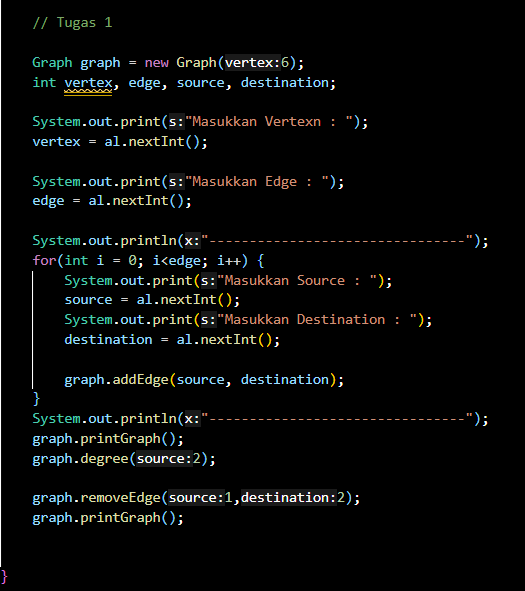 // Tugas 1
Graph graph = new Graph(vertex:6);
int vertex, edge, source, destination;
System.out.print(s:"Masukkan Vertexn : ");
vertex = al.nextInt();
System.out.print(s:"Masukkan Edge : ");
edge = al.nextInt();
System.out.println(x:"--------------------------------");
for(int i = 0; i<edge; i++) {
System.out.print(s:"Masukkan Source : ");
source = al.nextInt();
System.out.print(s:"Masukkan Destination : ");
destination = al.nextInt();
graph.addEdge(source, destination);
}
System.out.println(x:"--------------------------------");
graph.printGraph();
graph.degree(source:2);
graph.removeEdge(source:1,destination:2);
graph.printGraph();
}